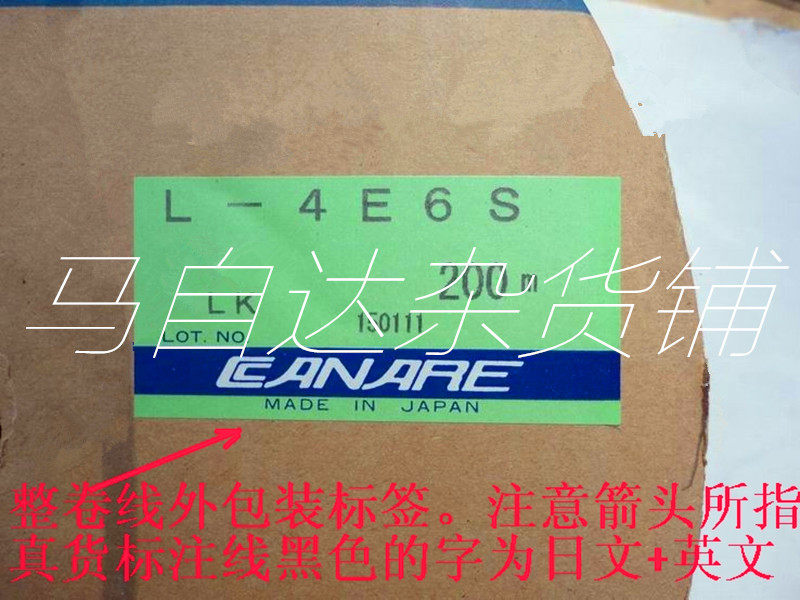 L-4E6S
200 m
马白达杂货铺
LK
150111
LOT. NO
CANARE
MADE IN JAPAN
整卷线外包装标签。注意箭头所指
真货标注线黑色的字为日文+英文